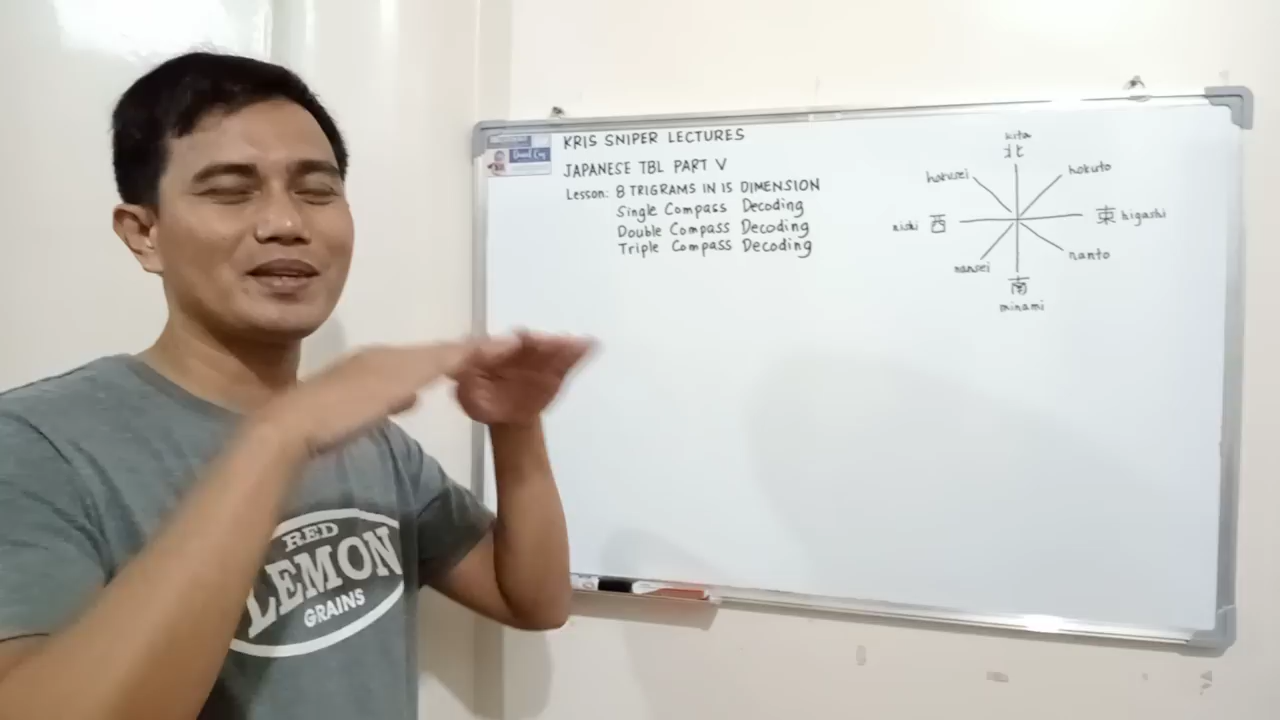 KRIS SNIPER LECTURES
JAPANESE TBL PART V
Lesson: 8 TRIGRAMS IN 15 DIMENSION
Single Compass Decoding
Double Compass Decoding
Triple Compass Decoding
kita
北
hokusei
hokuto
nishi 西
東 higashi
nansei
nanto
南
minami
RED
LEMON
GRAINS